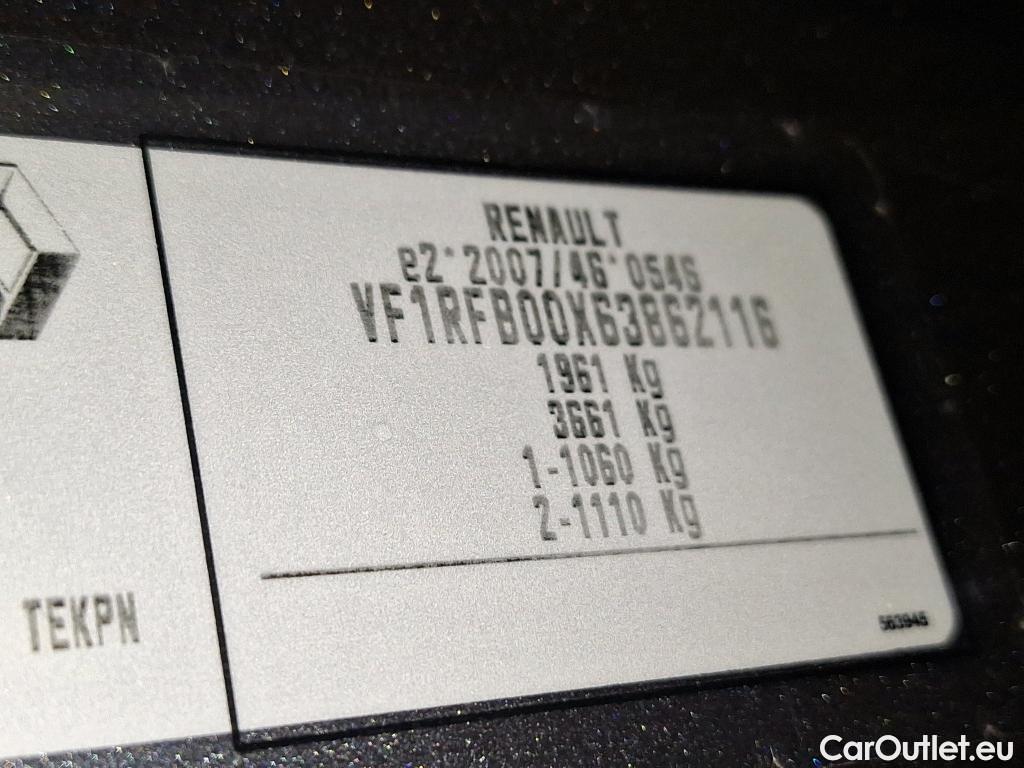 RENAULT
e2*2007/46*0546
VF1RFB00X63862116
1961 Kg
3661 Kg
1-1060 Kg
2-1110 Kg
TEKPN
563945
CarOutlet.eu